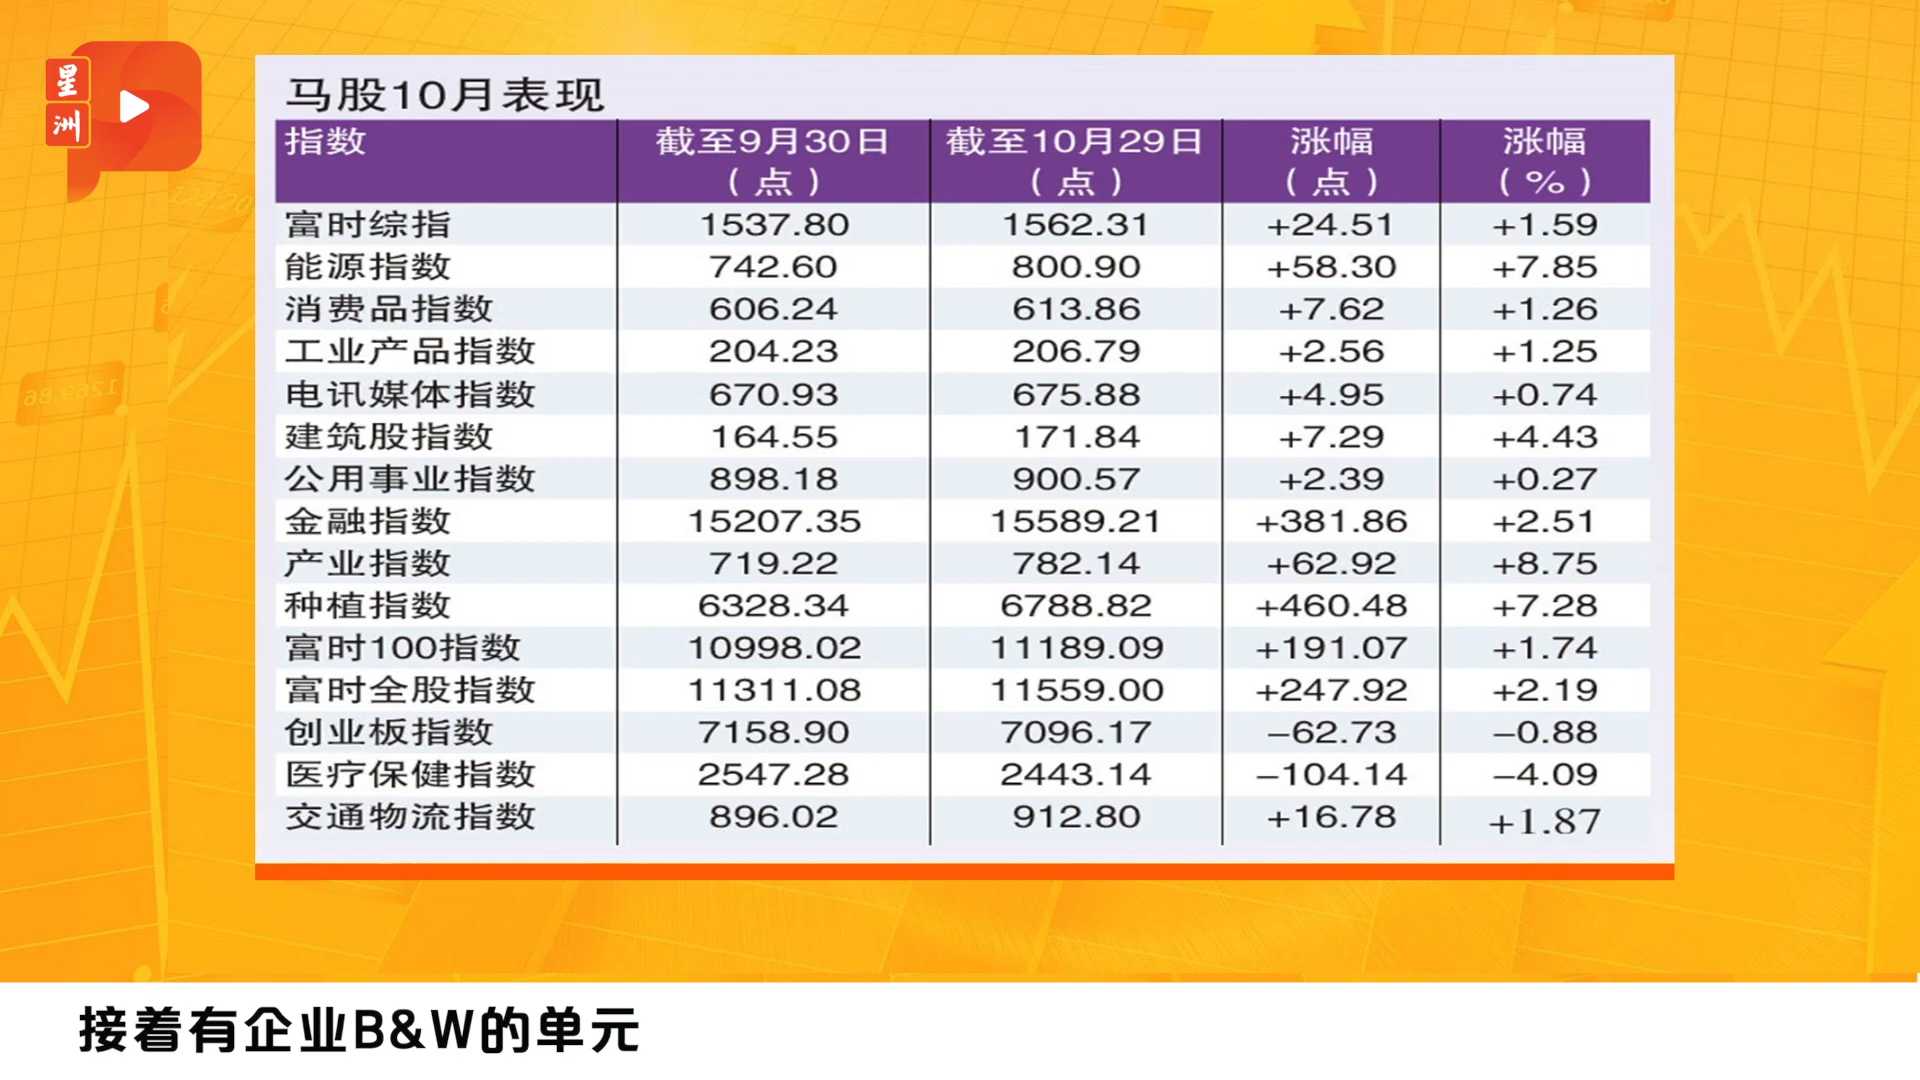 星洲
马股10月表现
指数 截至9月30日（点） 截至10月29日（点） 涨幅（点） 涨幅（%）
富时综指 1537.80 1562.31 +24.51 +1.59
能源指数 742.60 800.90 +58.30 +7.85
消费品指数 606.24 613.86 +7.62 +1.26
工业产品指数 204.23 206.79 +2.56 +1.25
电讯媒体指数 670.93 675.88 +4.95 +0.74
建筑股指数 164.55 171.84 +7.29 +4.43
公用事业指数 898.18 900.57 +2.39 +0.27
金融指数 15207.35 15589.21 +381.86 +2.51
产业指数 719.22 782.14 +62.92 +8.75
种植指数 6328.34 6788.82 +460.48 +7.28
富时100指数 10998.02 11189.09 +191.07 +1.74
富时全股指数 11311.08 11559.00 +247.92 +2.19
创业板指数 7158.90 7096.17 –62.73 –0.88
医疗保健指数 2547.28 2443.14 –104.14 –4.09
交通物流指数 896.02 912.80 +16.78 +1.87
接着有企业B&W的单元